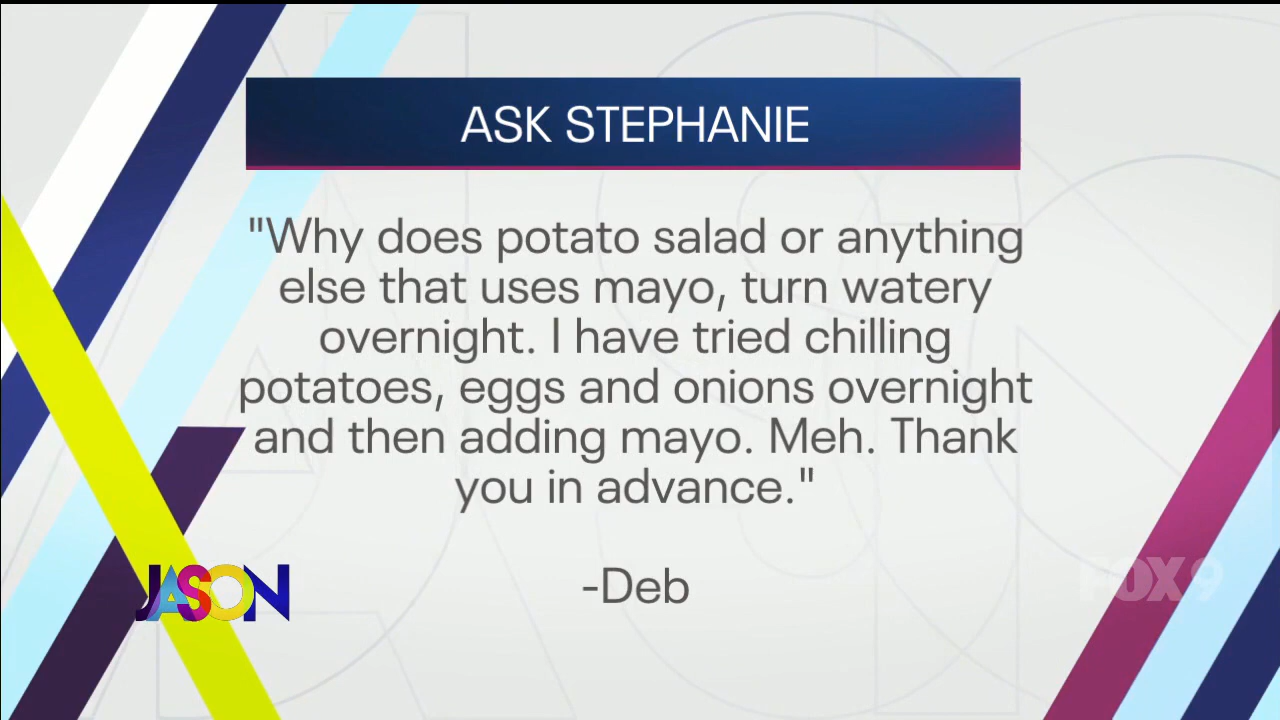 ASK STEPHANIE
"Why does potato salad or anything
else that uses mayo, turn watery
overnight. I have tried chilling
potatoes, eggs and onions overnight
and then adding mayo. Meh. Thank
you in advance."
-Deb
JASON
FOX 9